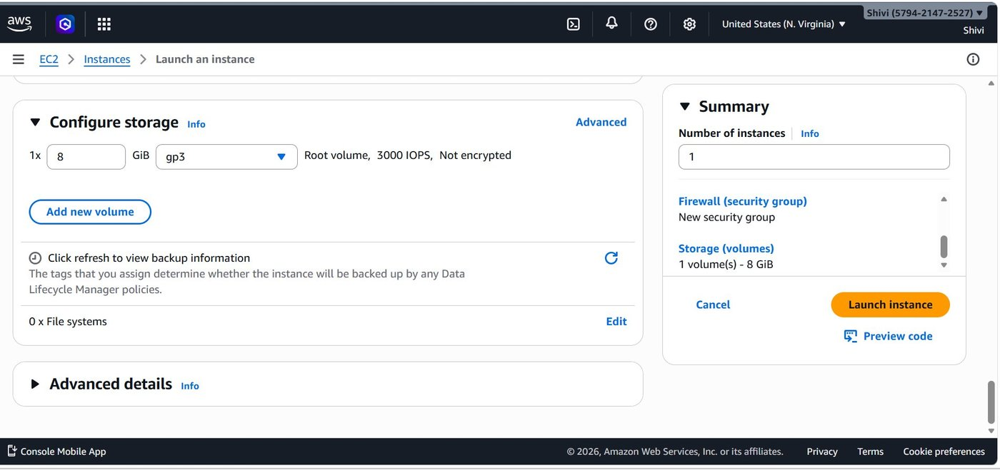 aws
United States (N. Virginia)
Shivi (5794-2147-2527)
Shivi
EC2 Instances Launch an instance
Configure storage Info
Advanced
1x 8 GiB gp3 Root volume, 3000 IOPS, Not encrypted
Add new volume
Click refresh to view backup information
The tags that you assign determine whether the instance will be backed up by any Data
Lifecycle Manager policies.
0 x File systems
Edit
Advanced details Info
Summary
Number of instances Info
1
Firewall (security group)
New security group
Storage (volumes)
1 volume(s) - 8 GiB
Cancel
Launch instance
Preview code
Console Mobile App
© 2026, Amazon Web Services, Inc. or its affiliates.
Privacy
Terms
Cookie preferences